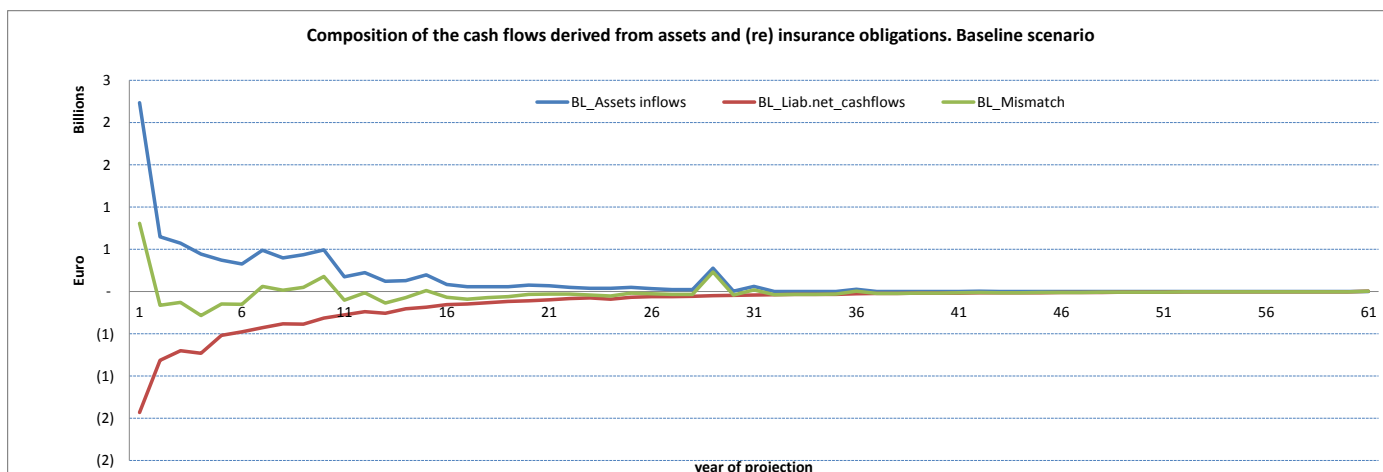 Composition of the cash flows derived from assets and (re) insurance obligations. Baseline scenario
Billions
Euro
3
2
2
1
1
-
(1)
(1)
(2)
(2)
BL_Assets inflows BL_Liab.net_cashflows BL_Mismatch
1 6 11 16 21 26 31 36 41 46 51 56 61
year of projection